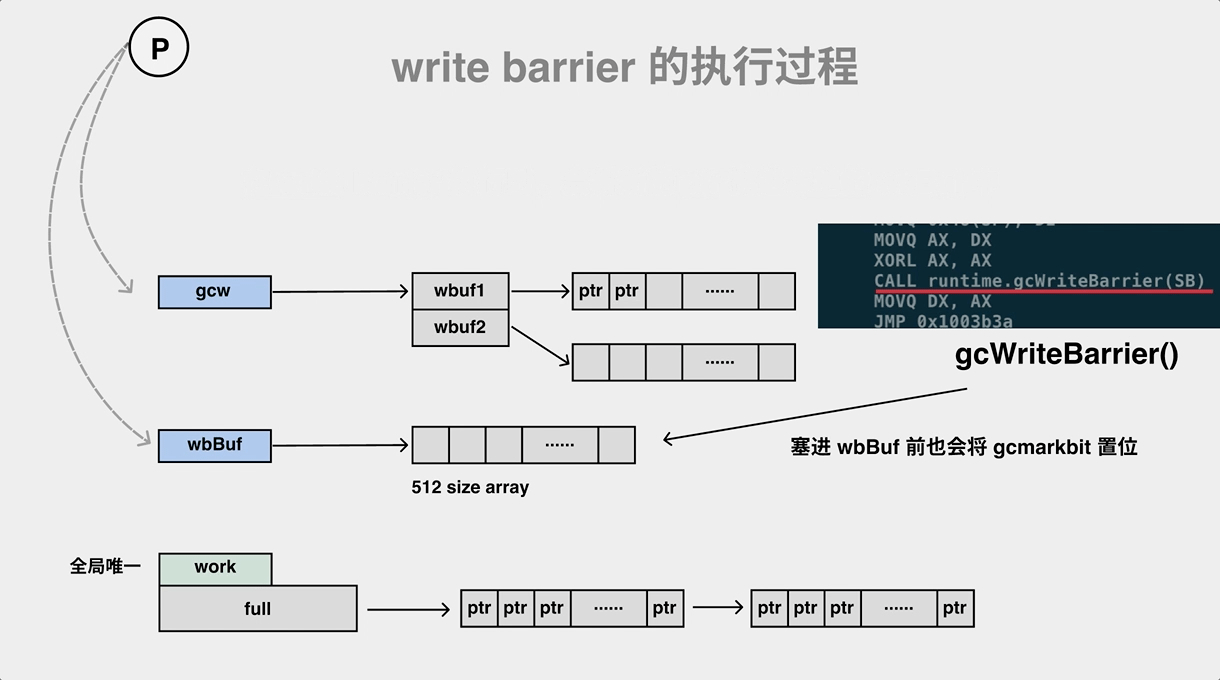 P
write barrier 的执行过程
MOVQ AX, DX
XORL AX, AX
CALL runtime.gcWriteBarrier(SB)
MOVQ DX, AX
JMP 0x1003b3a
gcw
wbuf1
ptr ptr ......
wbuf2
......
gcWriteBarrier()
wbBuf
......
塞进 wbBuf 前也会将 gcmarkbit 置位
512 size array
全局唯一
work
full
ptr ptr ptr ...... ptr
ptr ptr ptr ...... ptr